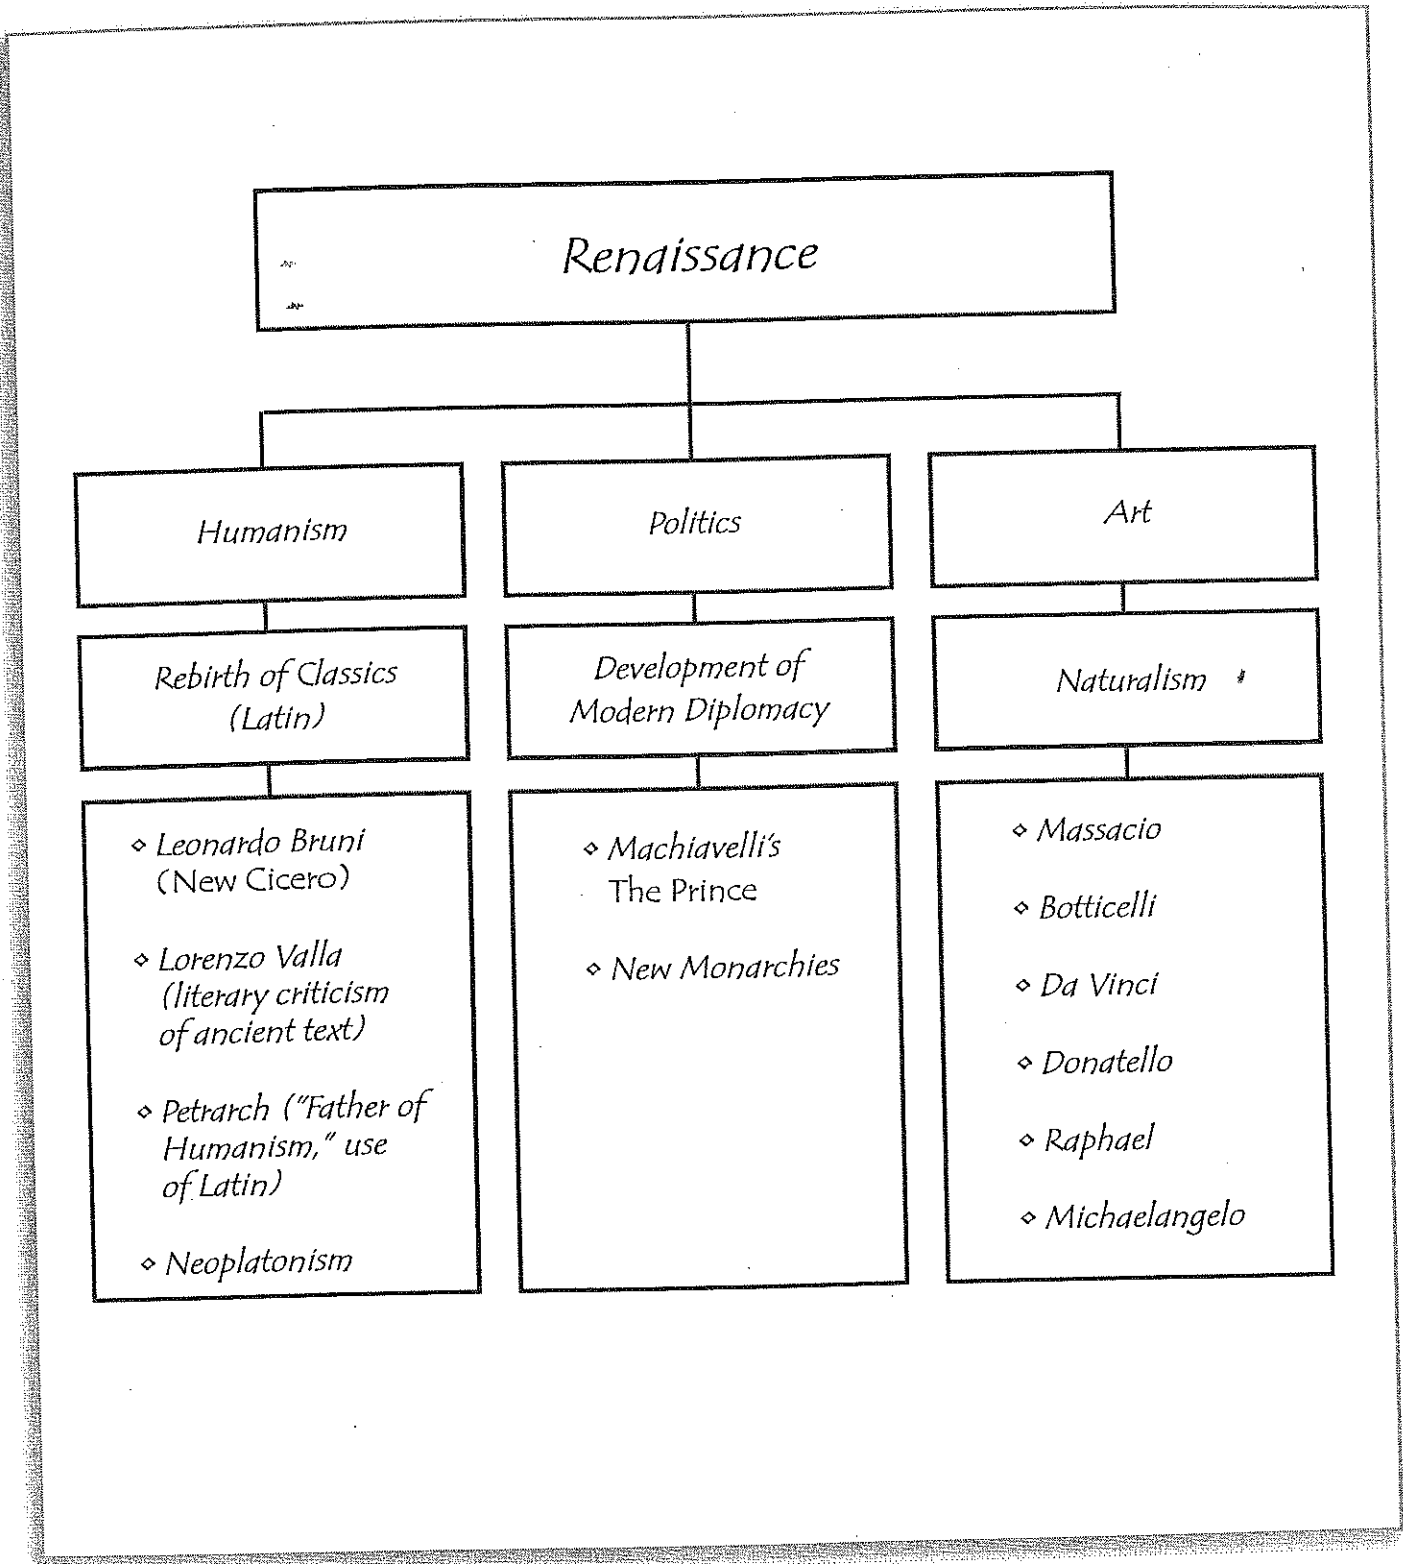 Renaissance
Humanism
Politics
Art
Rebirth of Classics
(Latin)
Development of
Modern Diplomacy
Naturalism
◇ Leonardo Bruni
(New Cicero)
◇ Lorenzo Valla
(literary criticism
of ancient text)
◇ Petrarch ("Father of
Humanism," use
of Latin)
◇ Neoplatonism
◇ Machiavelli's
The Prince
◇ New Monarchies
◇ Massacio
◇ Botticelli
◇ Da Vinci
◇ Donatello
◇ Raphael
◇ Michaelangelo